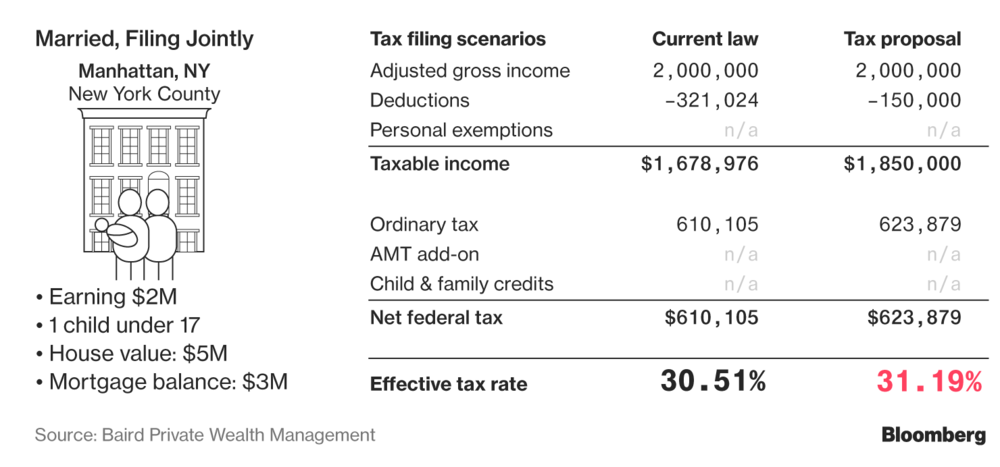 Married, Filing Jointly
Manhattan, NY
New York County
• Earning $2M
• 1 child under 17
• House value: $5M
• Mortgage balance: $3M
Tax filing scenarios Current law Tax proposal
Adjusted gross income 2,000,000 2,000,000
Deductions –321,024 –150,000
Personal exemptions n/a n/a
Taxable income $1,678,976 $1,850,000
Ordinary tax 610,105 623,879
AMT add-on n/a n/a
Child & family credits n/a n/a
Net federal tax $610,105 $623,879
Effective tax rate 30.51% 31.19%
Source: Baird Private Wealth Management
Bloomberg